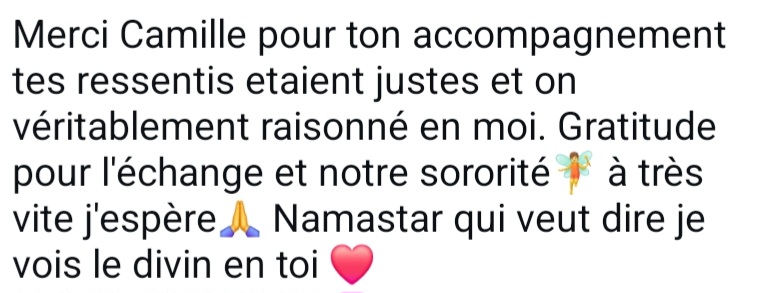 Merci Camille pour ton accompagnement
tes ressentis etaient justes et on
véritablement raisonné en moi. Gratitude
pour l'échange et notre sororité🧚 à très
vite j'espère🙏 Namastar qui veut dire je
vois le divin en toi ❤️